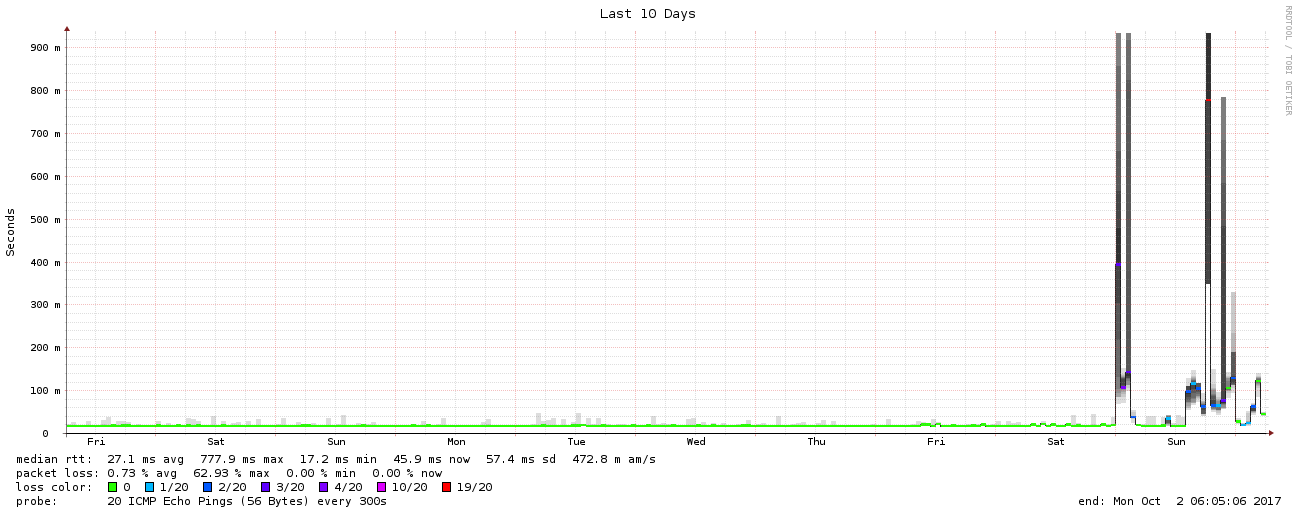 Last 10 Days
RRDTOOL / TOBI OETIKER
Seconds
900 m
800 m
700 m
600 m
500 m
400 m
300 m
200 m
100 m
0
Fri Sat Sun Mon Tue Wed Thu Fri Sat Sun
median rtt: 27.1 ms avg 777.9 ms max 17.2 ms min 45.9 ms now 57.4 ms sd 472.8 m am/s
packet loss: 0.73 % avg 62.93 % max 0.00 % min 0.00 % now
loss color: 0 1/20 2/20 3/20 4/20 10/20 19/20
probe: 20 ICMP Echo Pings (56 Bytes) every 300s end: Mon Oct 2 06:05:06 2017